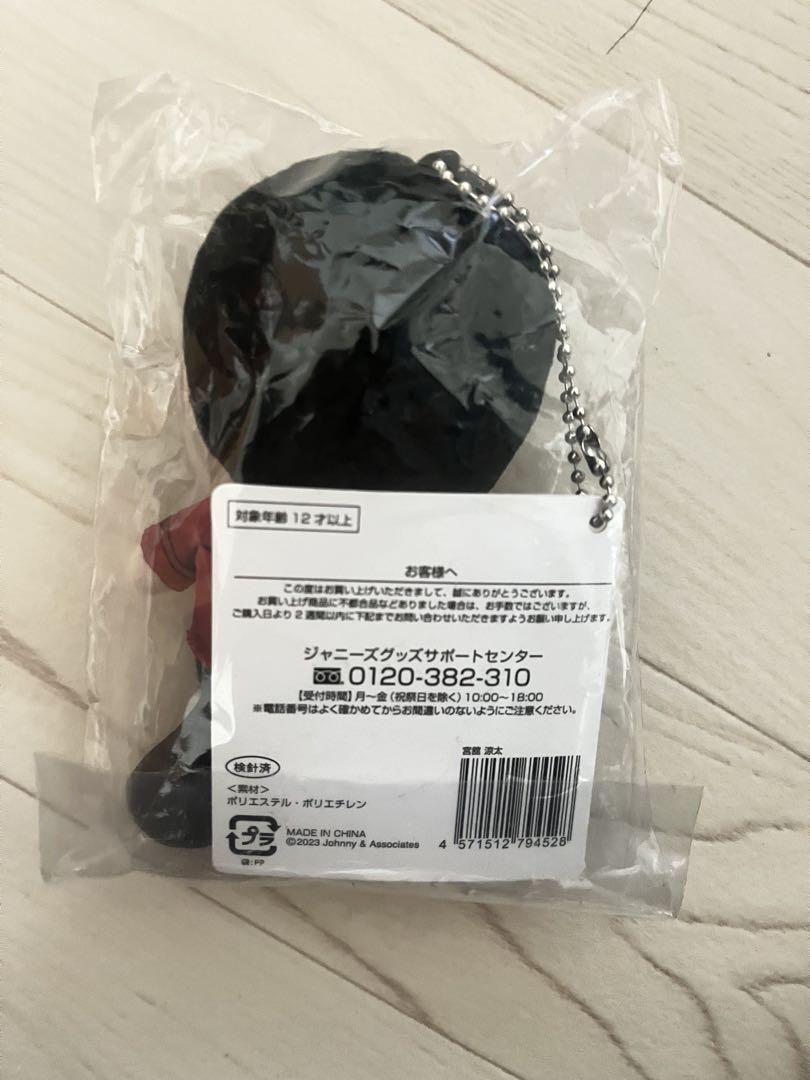 対象年齢12才以上
お客様へ
この度はお買い上げいただきまして、誠にありがとうございます。
お買い上げ商品に不都合品などありました場合は、お手数ではございますが、
ご購入日より2週間以内に下記までお問い合わせいただきますようお願い申し上げます。
ジャニーズグッズサポートセンター
0120-382-310
【受付時間】月～金(祝祭日を除く)10:00～18:00
※電話番号はよく確かめてからお間違いのないようにご注意ください。
宮舘 涼太
検針済
<素材>
ポリエステル・ポリエチレン
プラ
袋:PP
MADE IN CHINA
©2023 Johnny & Associates
4 571512 794528